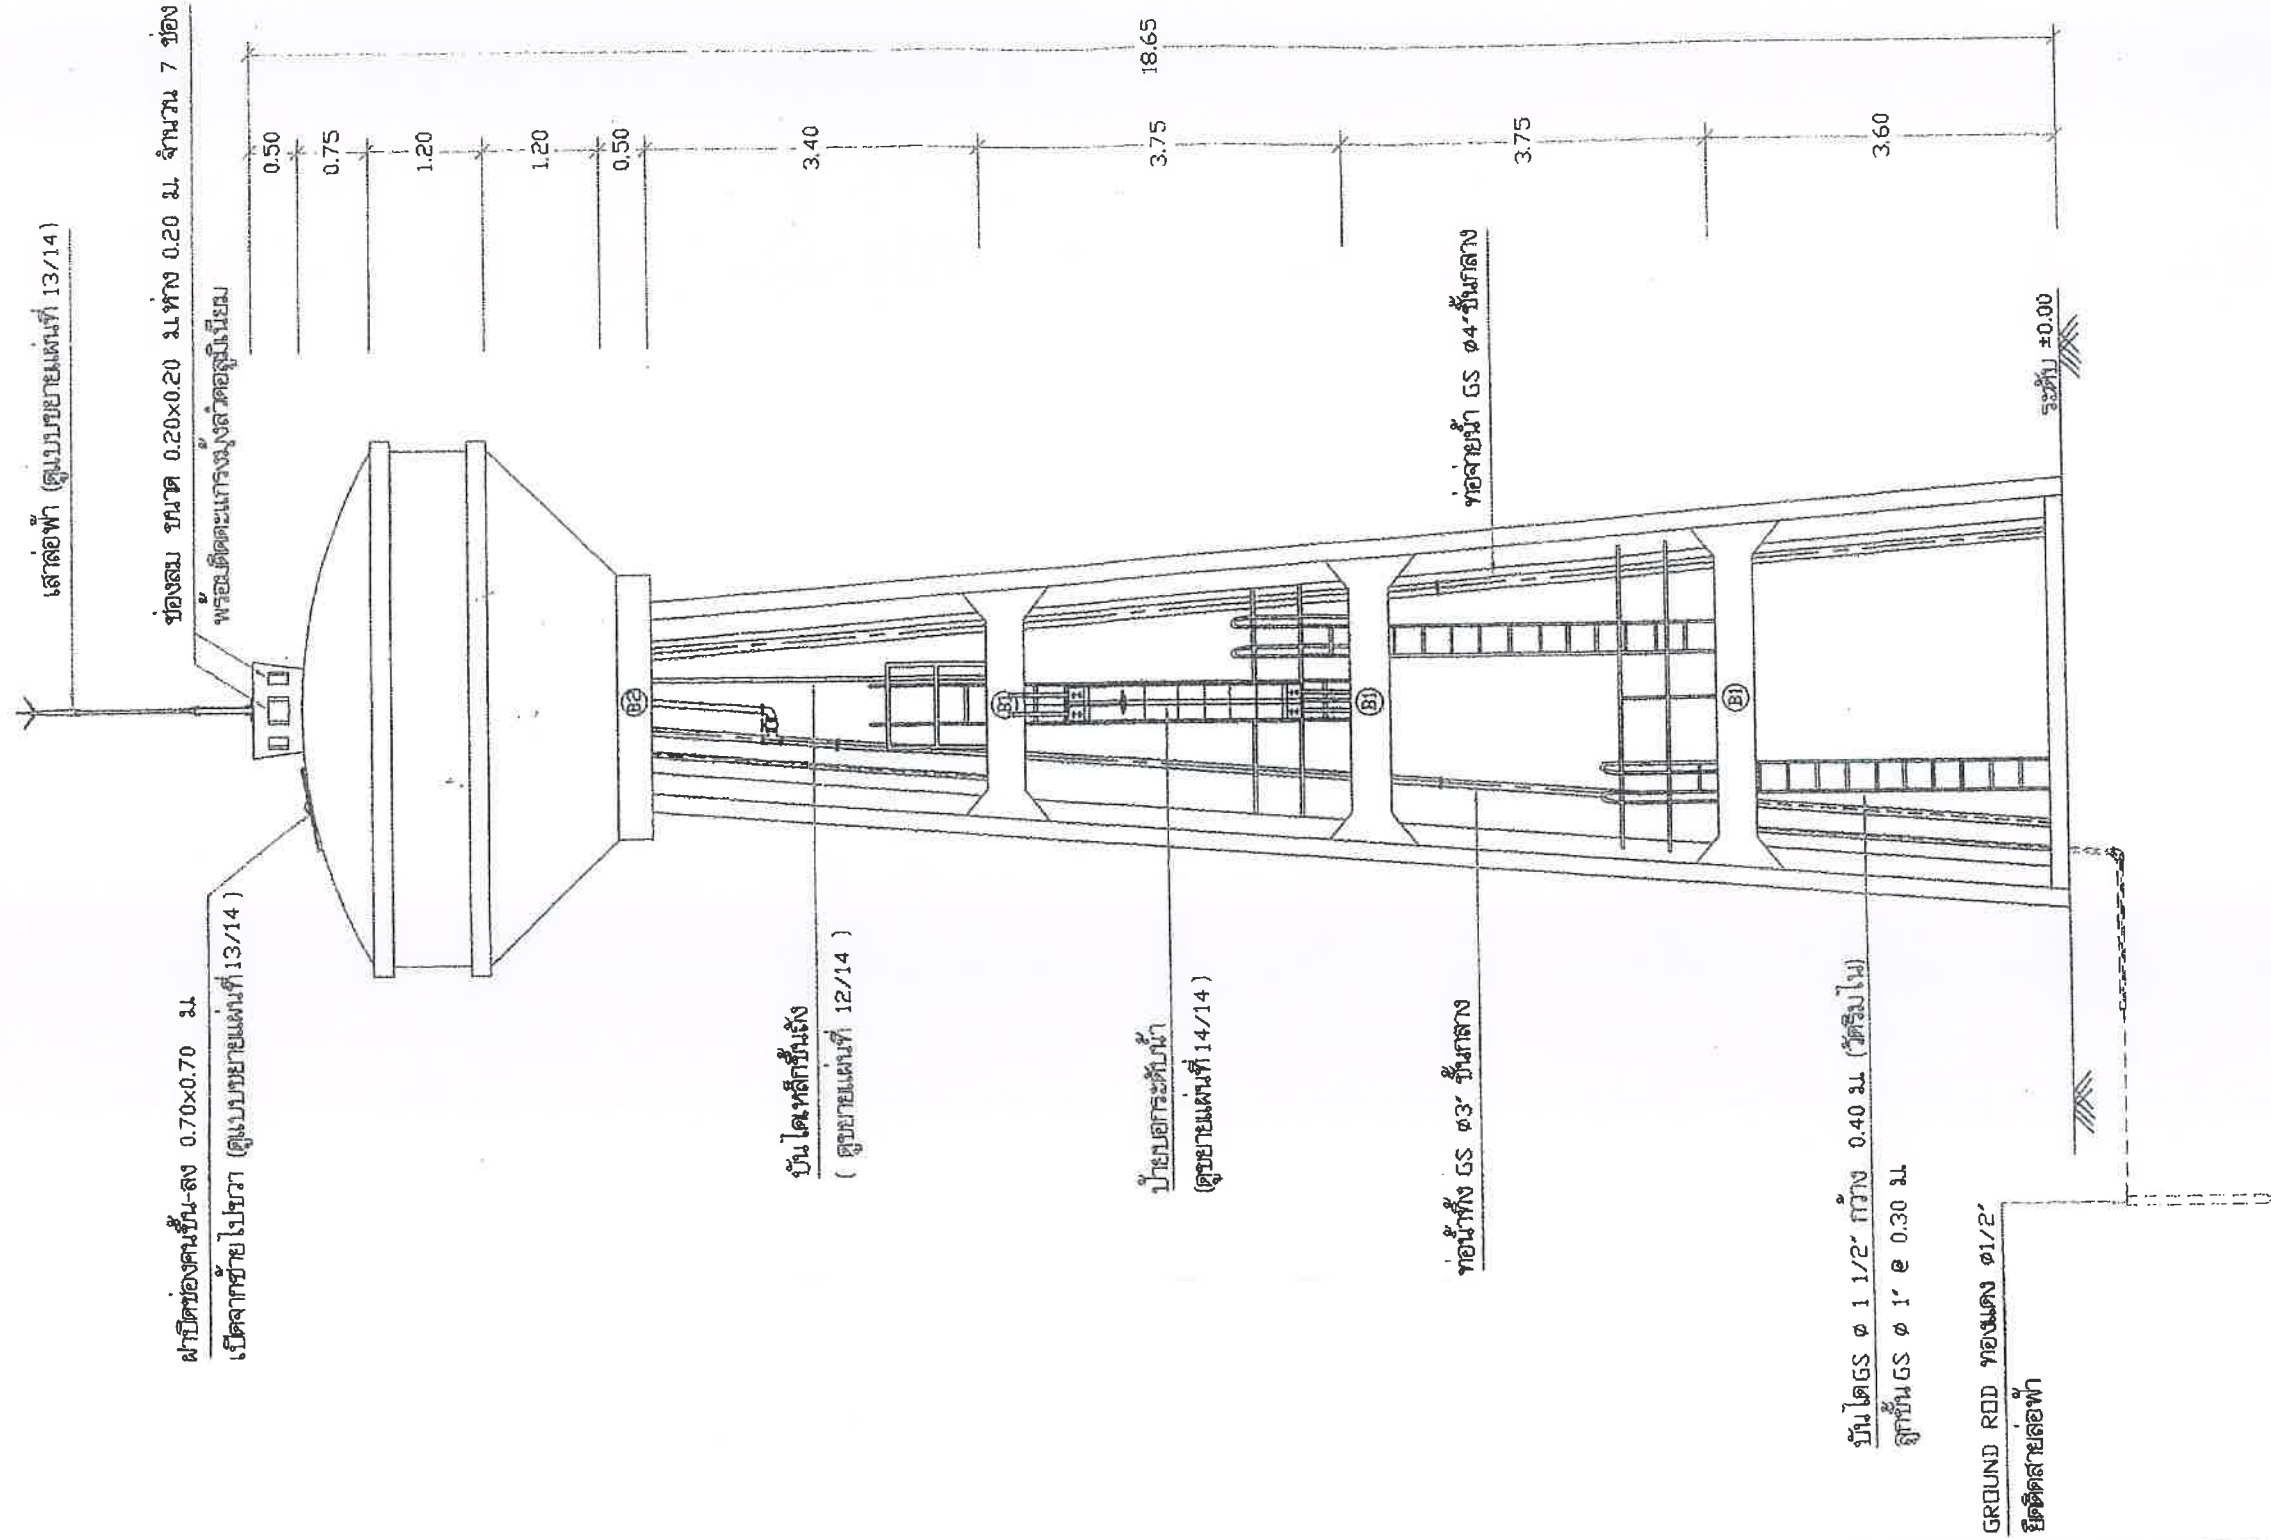 เสาล่อฟ้า (ดูแบบขยายแผ่นที่ 13/14)
ช่องลม ขนาด 0.20x0.20 ม.ห่าง 0.20 ม. จำนวน 7 ช่อง
พร้อมติดตะแกรงมุ้งลวดอลูมิเนียม
ฝาปิดช่องคนขึ้น-ลง 0.70x0.70 ม.
เปิดจากซ้ายไปขวา (ดูแบบขยายแผ่นที่ 13/14 )
0.50
0.75
1.20
1.20
0.50
3.40
3.75
3.75
3.60
18.65
B2
B1
B1
B1
บันไดเหล็กขึ้นถัง
( ดูขยายแผ่นที่ 12/14 )
ป้ายบอกระดับน้ำ
(ดูขยายแผ่นที่ 14/14 )
ท่อจ่ายน้ำ GS ø4" ชั้นกลาง
ท่อน้ำทิ้ง GS ø3" ชั้นกลาง
บันได GS ø 1 1/2" กว้าง 0.40 ม. (วัดริมใน)
ลูกขั้น GS ø 1" @ 0.30 ม.
ระดับ ±0.00
GROUND ROD ทองแดง ø1/2"
ยึดติดสายล่อฟ้า